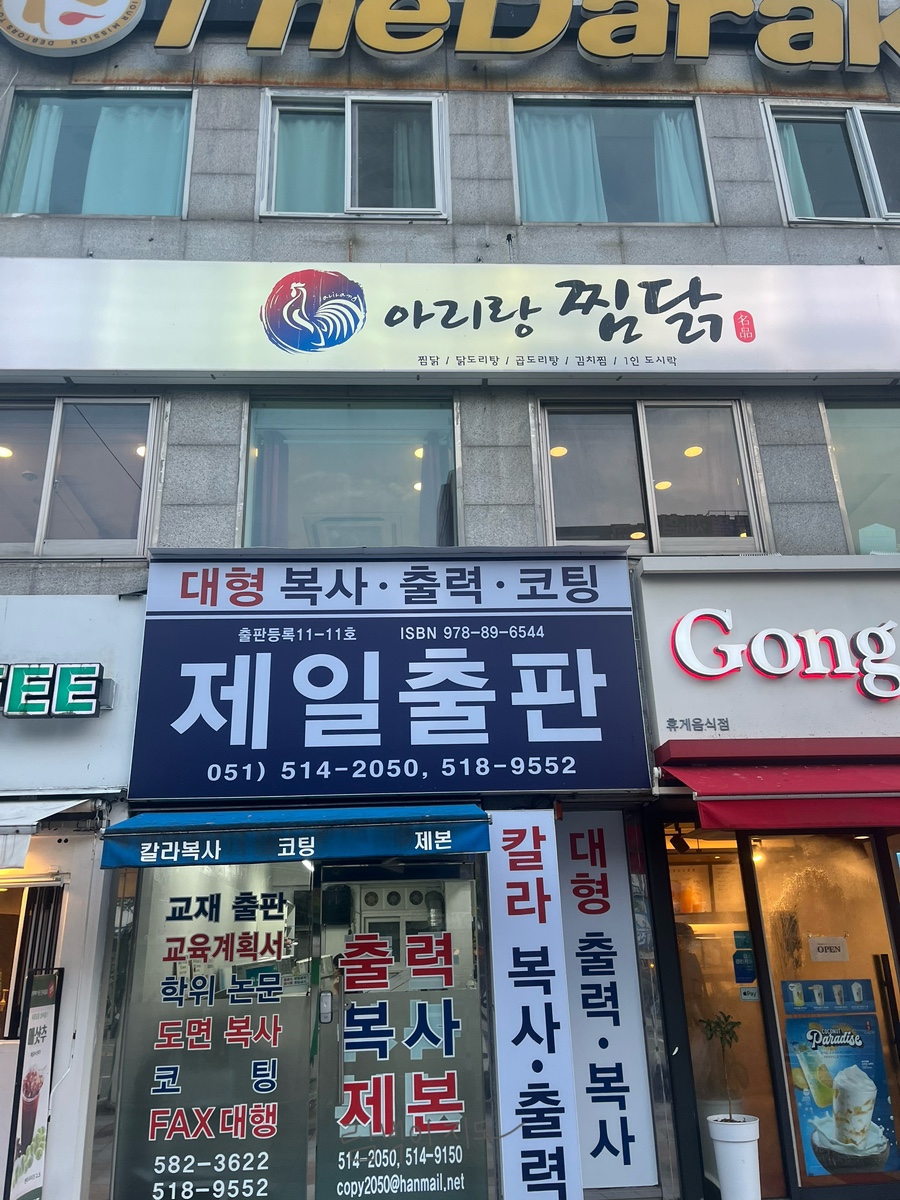 TheDarak
아리랑 찜닭
名品
찜닭 / 닭도리탕 / 곱도리탕 / 김치찜 / 1인 도시락
대형 복사·출력·코팅
출판등록11-11호 ISBN 978-89-6544
제일출판
051) 514-2050, 518-9552
Gong
휴게음식점
칼라복사 코팅 제본
교재 출판
교육계획서
학위 논문
도면 복사
코 팅
FAX 대행
582-3622
518-9552
출력
복사
제본
514-2050, 514-9150
copy2050@hanmail.net
칼라 복사·출력
대형 출력·복사
OPEN
Pay
COCONUT
Paradise